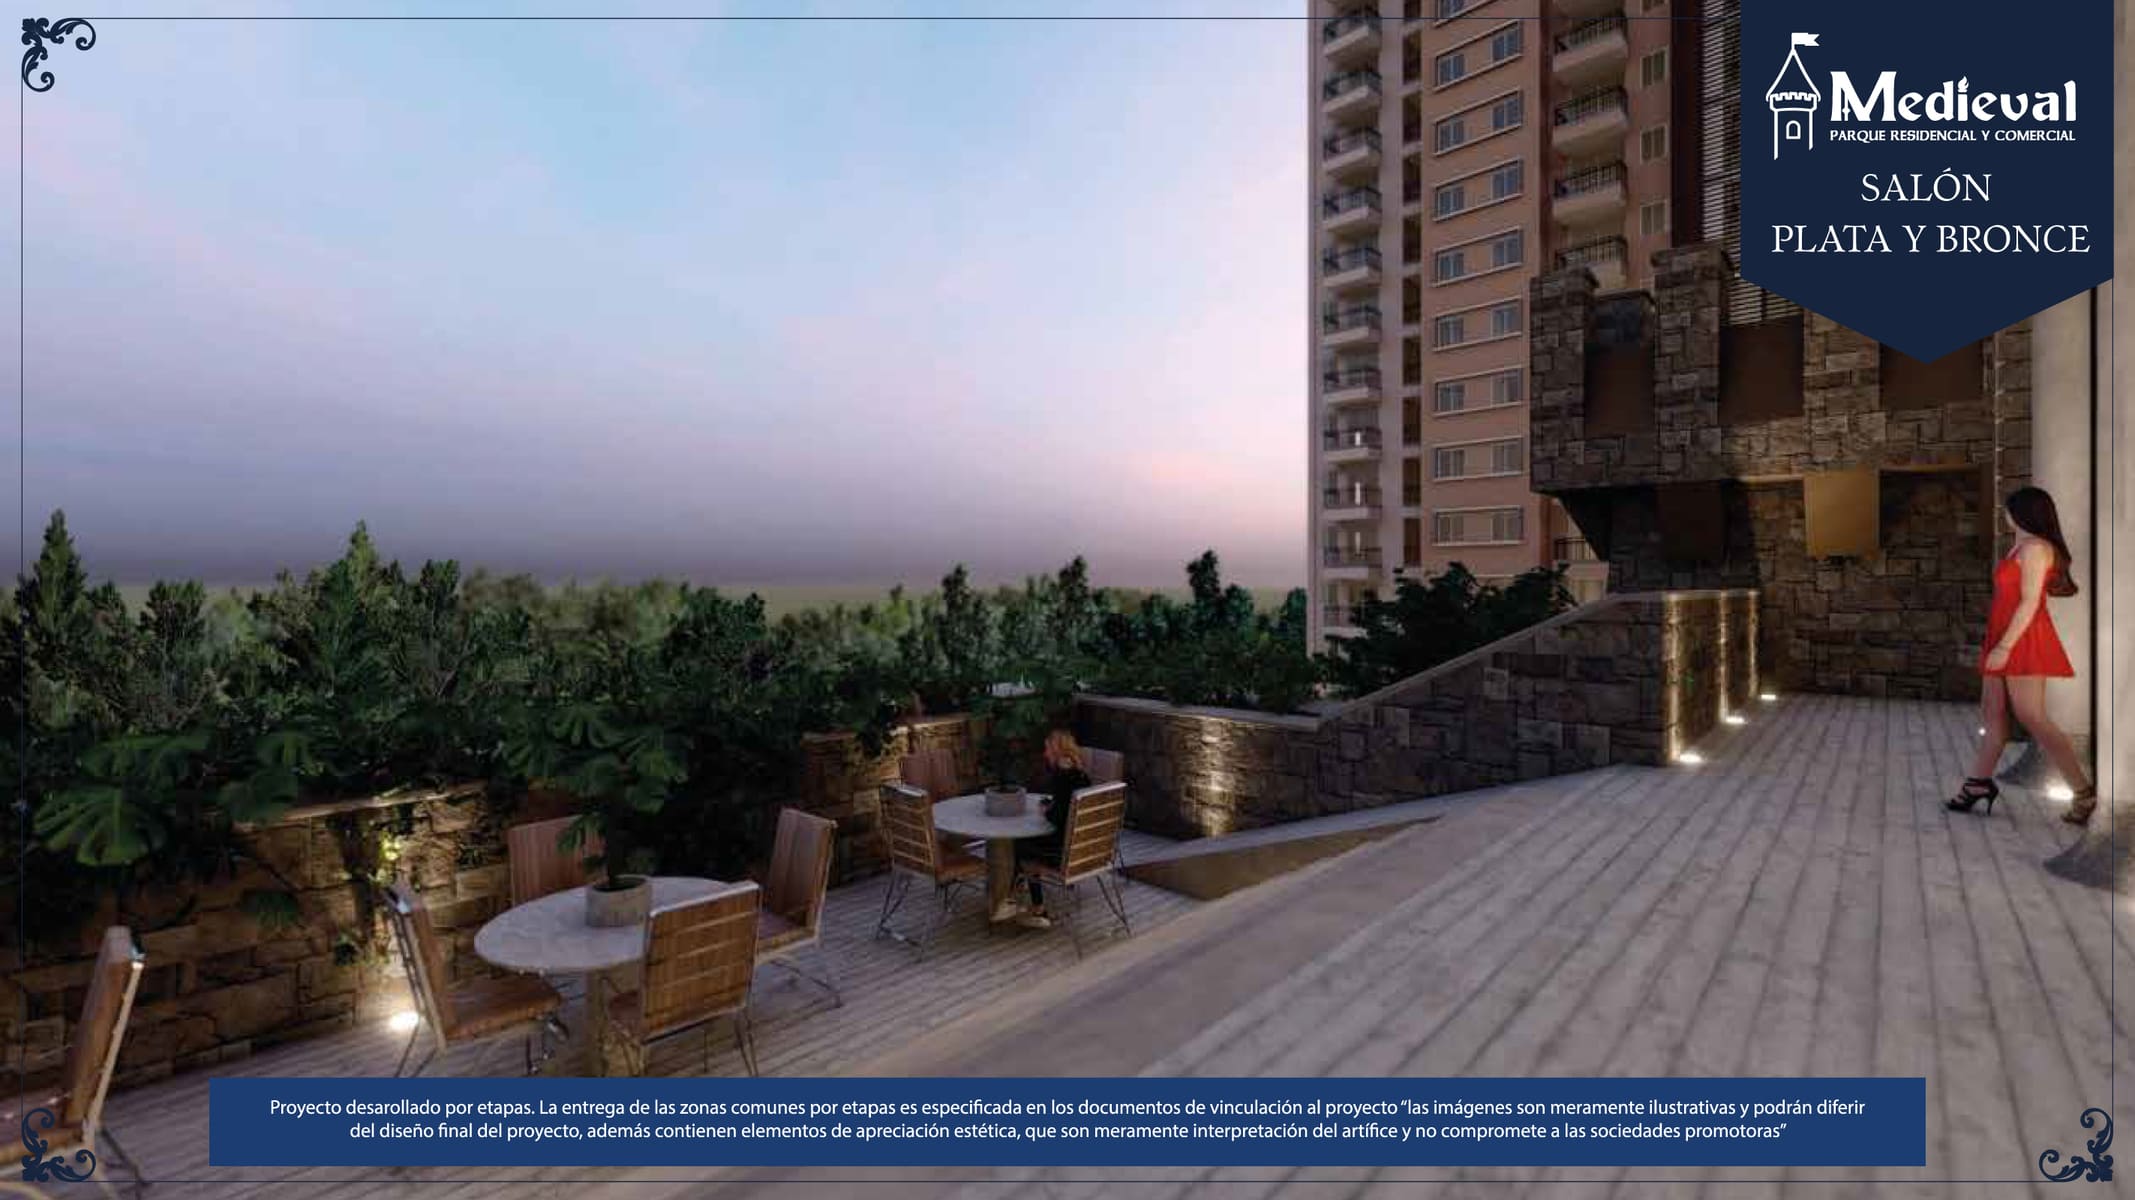 Medieval
PARQUE RESIDENCIAL Y COMERCIAL
SALÓN
PLATA Y BRONCE
Proyecto desarollado por etapas. La entrega de las zonas comunes por etapas es especificada en los documentos de vinculación al proyecto “las imágenes son meramente ilustrativas y podrán diferir
del diseño final del proyecto, además contienen elementos de apreciación estética, que son meramente interpretación del artífice y no compromete a las sociedades promotoras”